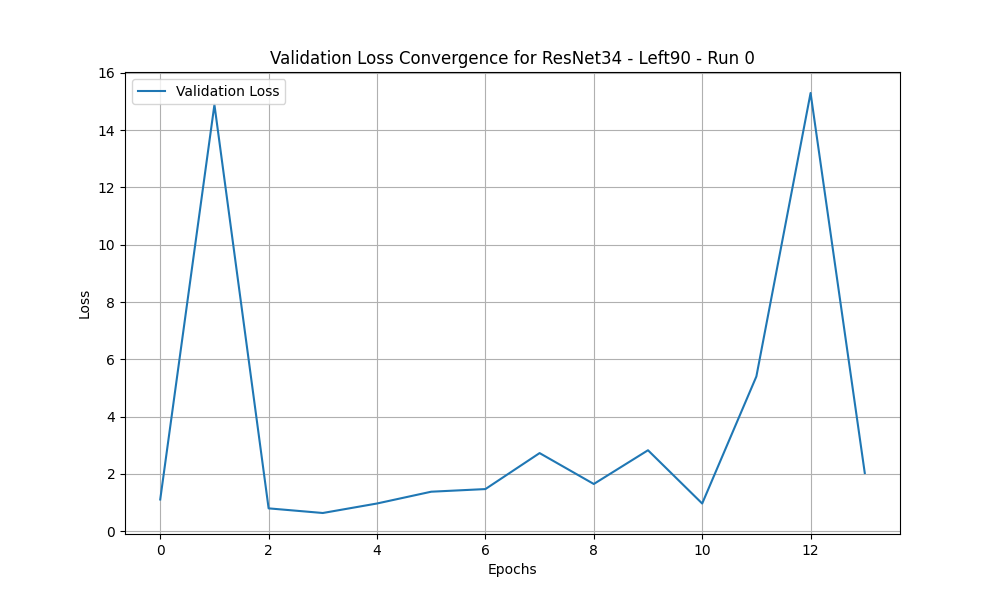 Validation Loss Convergence for ResNet34 - Left90 - Run 0
Validation Loss
16
14
12
10
8
6
4
2
0
Loss
0 2 4 6 8 10 12
Epochs